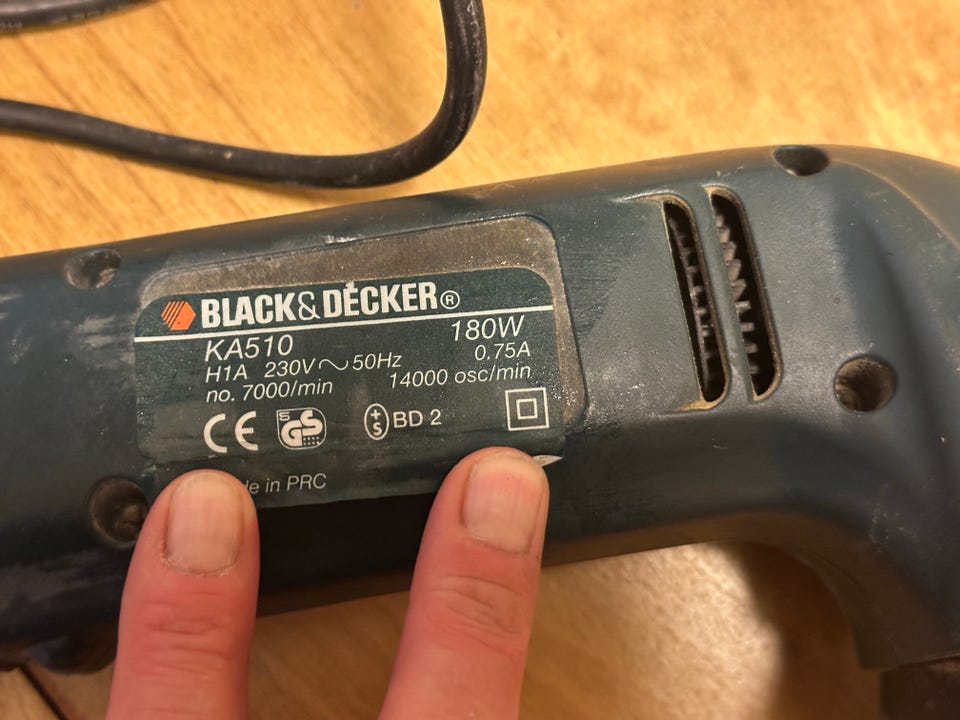 BLACK&DECKER®
KA510 180W
H1A 230V~50Hz 0.75A
no. 7000/min 14000 osc/min
CE GS BD 2
in PRC